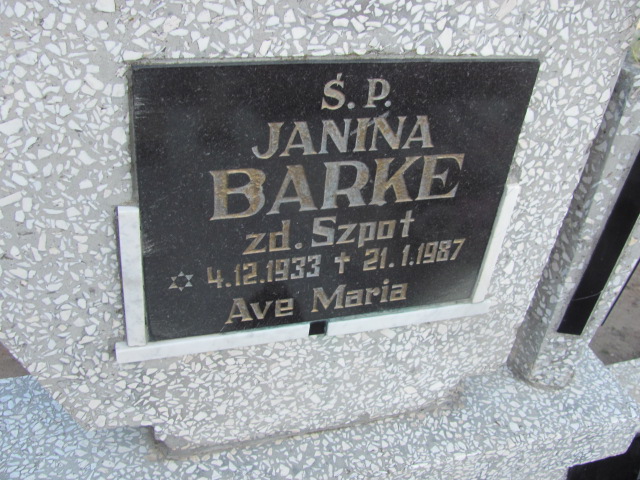 Ś. P.
JANINA
BARKE
zd. Szpot
✡ 4.12.1933 ✝ 21.1.1987
Ave Maria